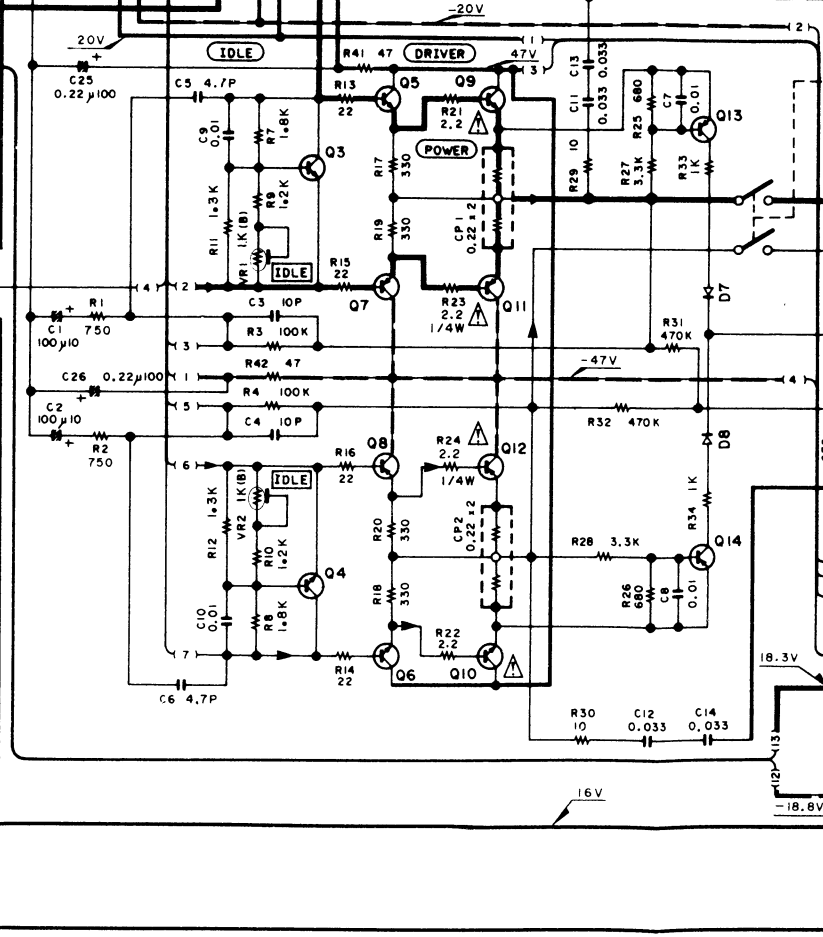 -20V
( 2 )
20V
IDLE
R41 47
DRIVER
( 1 )
47V
( 3 )
C25
0.22 µ100
+
C5 4.7P
Q5
Q9
C13
0.033
R13
22
R21
2.2
C11
0.033
680
R25
C7
0.01
Q13
C9
0.01
R7
1.8K
POWER
Q3
R17
330
R29 10
R27
3.3K
R33
1K
R9
1.2K
R11 1.3K
VR1 1K(B)
IDLE
R19
330
CP1
0.22 x 2
R15
22
( 4 )
( 2
Q7
R23
2.2
1/4W
Q11
D7
+
R1
750
C1
100µ10
C3 10P
R3 100K
( 3
R31
470K
R42 47
-47V
( 1
( 4 )
C26 0.22µ100
+
R4 100K
( 5
C2
100µ10
+
R2
750
C4 10P
R32 470K
D8
( 6
Q8
R16
22
R24
2.2
1/4W
Q12
R12 1.3K
VR2 1K(B)
IDLE
R10
1.2K
R20
330
CP2
0.22 x 2
R34 1K
R28 3.3K
Q14
Q4
R18
330
R26
680
C8
0.01
C10
0.01
R8
1.8K
( 7
R14
22
Q6
R22
2.2
Q10
C6 4.7P
18.3V
R30
10
C12
0.033
C14
0.033
(13)
(12)
16V
-18.8V